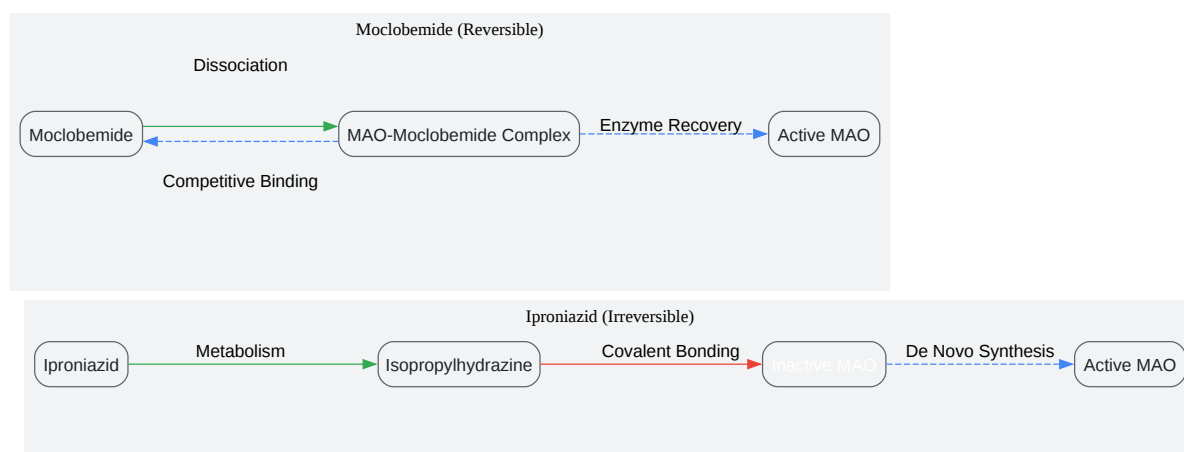 Moclobemide (Reversible)
Dissociation
Moclobemide
MAO-Moclobemide Complex
Enzyme Recovery
Active MAO
Competitive Binding
Iproniazid (Irreversible)
Iproniazid
Metabolism
Isopropylhydrazine
Covalent Bonding
Inactive MAO
De Novo Synthesis
Active MAO